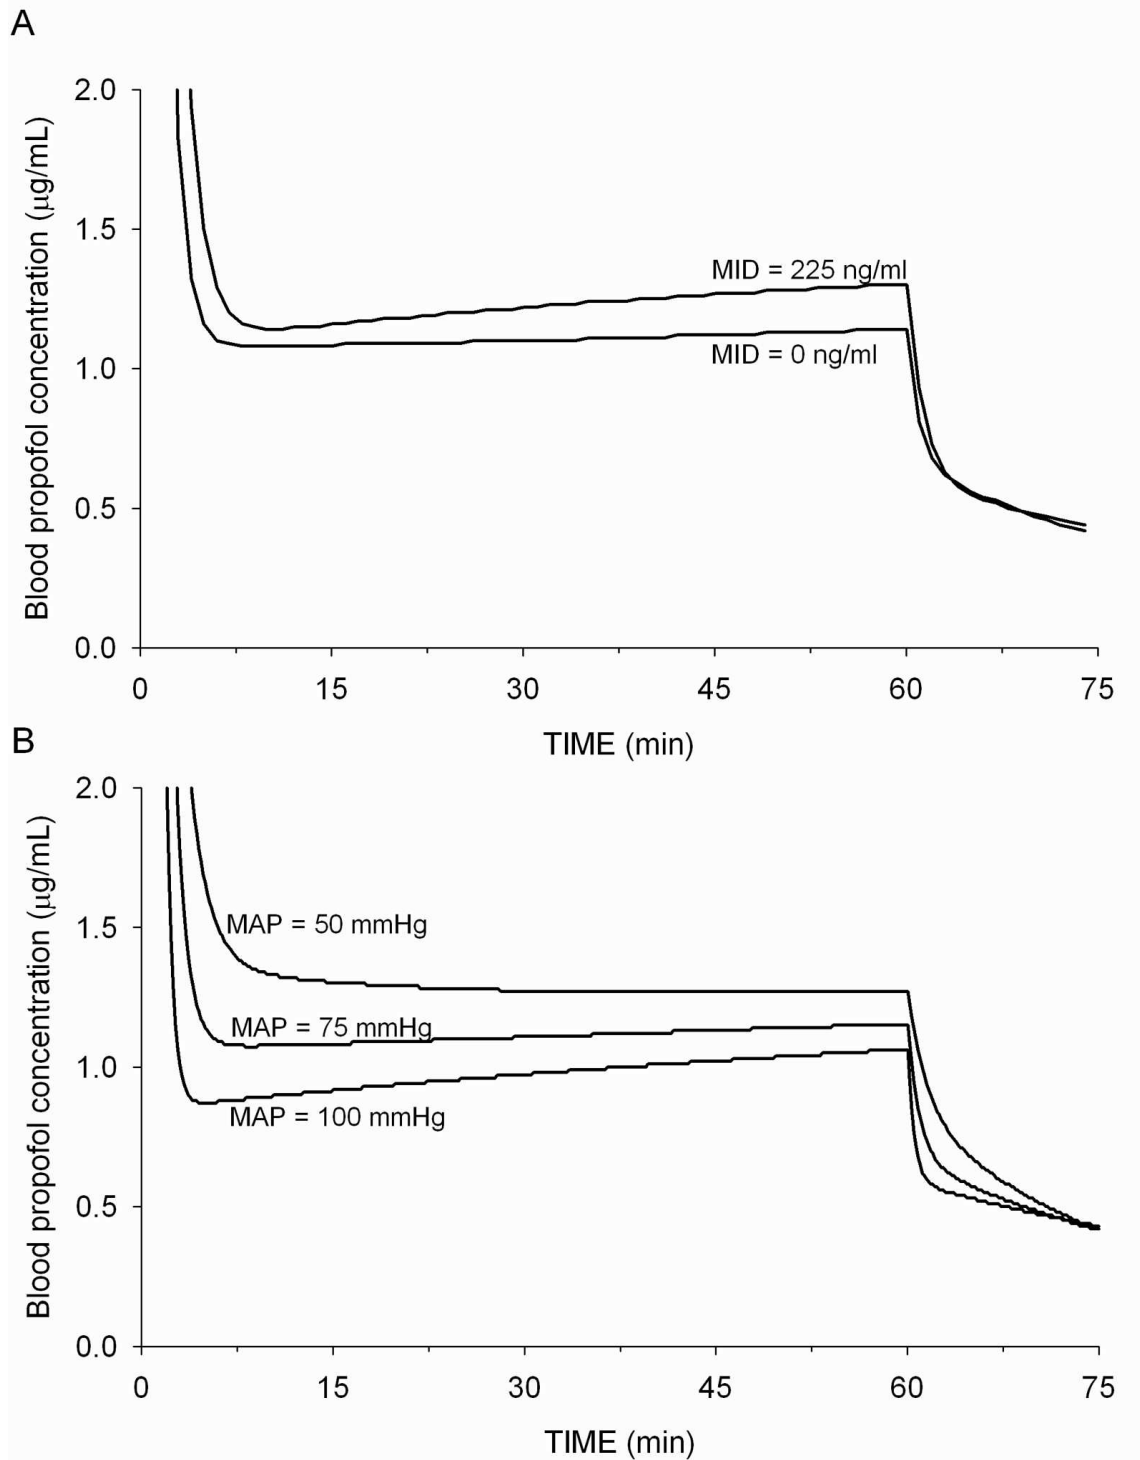 A
Blood propofol concentration (μg/mL)
2.0
1.5
1.0
0.5
0.0
MID = 225 ng/ml
MID = 0 ng/ml
0 15 30 45 60 75
TIME (min)
B
Blood propofol concentration (μg/mL)
2.0
1.5
1.0
0.5
0.0
MAP = 50 mmHg
MAP = 75 mmHg
MAP = 100 mmHg
0 15 30 45 60 75
TIME (min)